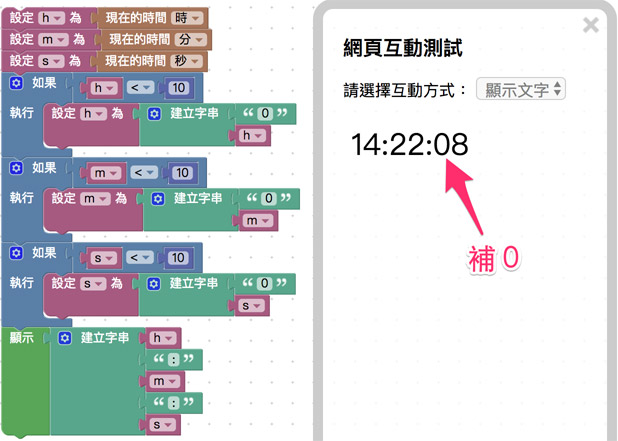 設定 h 為 現在的時間 時
設定 m 為 現在的時間 分
設定 s 為 現在的時間 秒
如果 h < 10
執行 設定 h 為 建立字串 “ 0 ”
h
如果 m < 10
執行 設定 m 為 建立字串 “ 0 ”
m
如果 s < 10
執行 設定 s 為 建立字串 “ 0 ”
s
顯示 建立字串 h
“ : ”
m
“ : ”
s
網頁互動測試
請選擇互動方式： 顯示文字
14:22:08
補 0